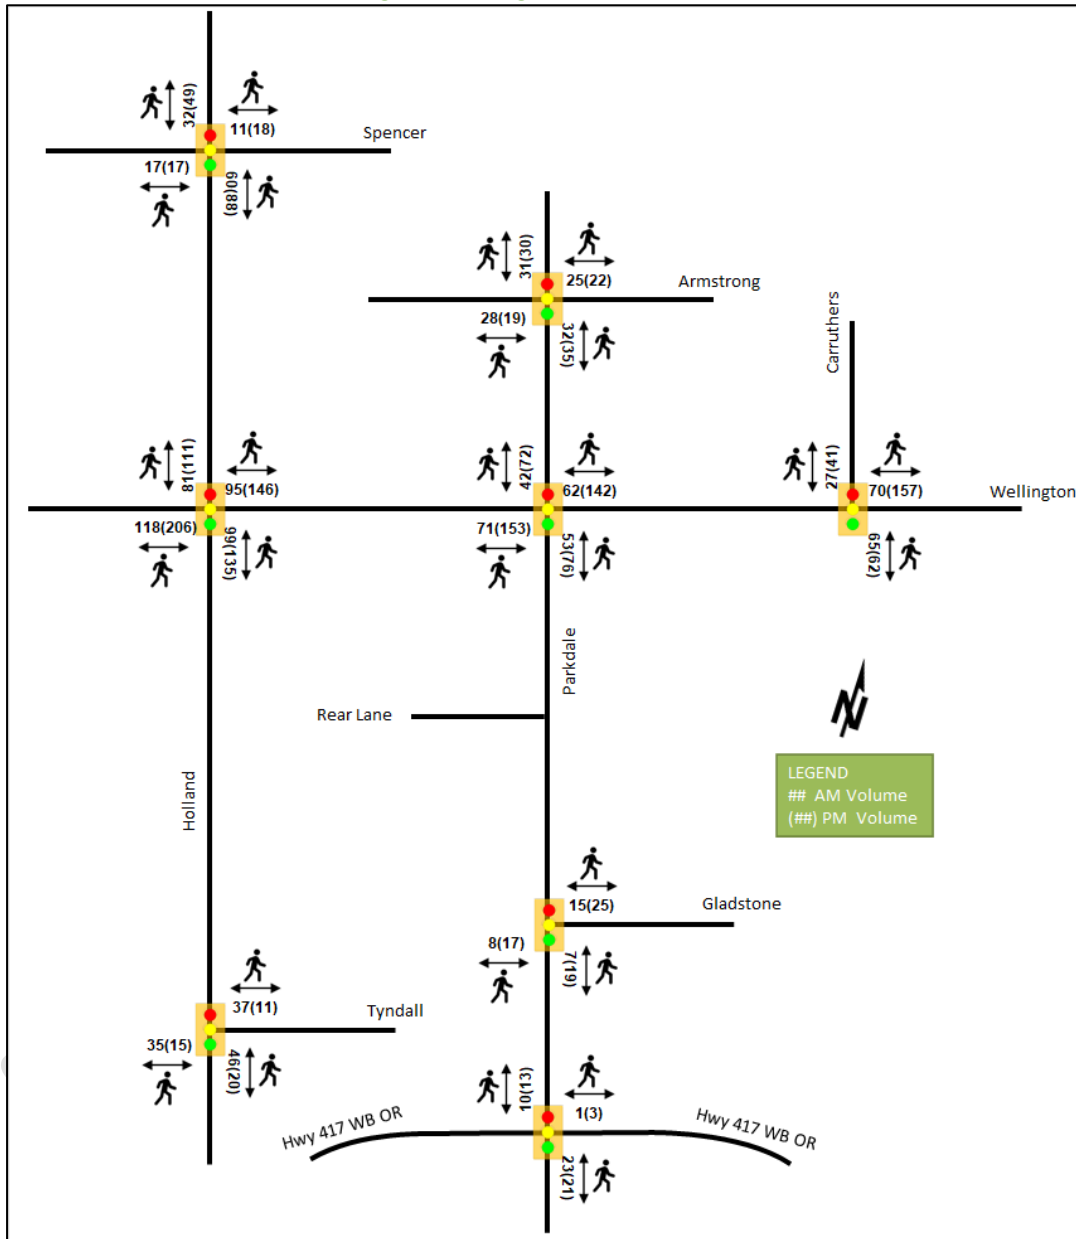 32(49)
11(18)
Spencer
17(17)
60(88)
31(30)
25(22)
Armstrong
28(19)
32(35)
Carruthers
81(111)
95(146)
42(72)
62(142)
27(41)
70(157)
Wellington
118(206)
99(135)
71(153)
53(76)
65(62)
Parkdale
Rear Lane
N
Holland
LEGEND
## AM Volume
(##) PM Volume
15(25)
Gladstone
8(17)
7(19)
37(11)
Tyndall
35(15)
46(20)
10(13)
1(3)
Hwy 417 WB OR
Hwy 417 WB OR
23(21)